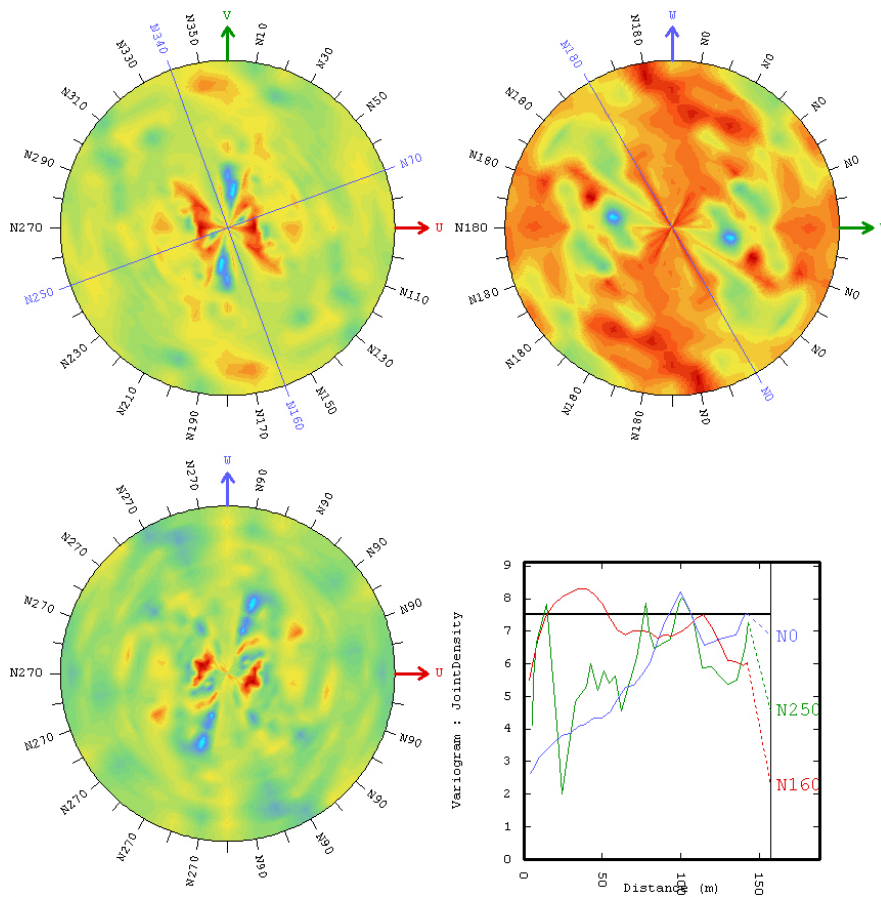 V
N350
N10
N340
N330
N30
N310
N50
N290
N70
N270
U
N250
N110
N230
N130
N210
N150
N190
N170
N160
W
N180
N0
N180
N180
N0
N180
N0
N180
N0
N180
N0
N180
N0
N180
N0
N180
N0
W
N270
N90
N270
N90
N270
N90
N270
N90
N270
U
N270
N90
N270
N90
N270
N90
Variogram : JointDensity
9
8
7
6
5
4
3
2
1
0
N0
N250
N160
0
50
100
150
Distance (m)